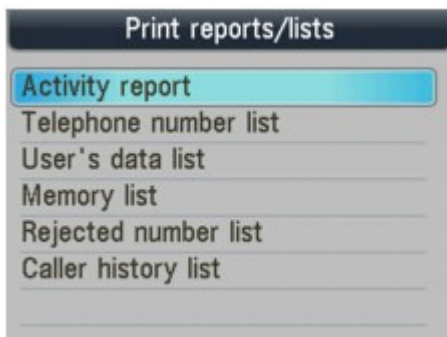 Print reports/lists
Activity report
Telephone number list
User's data list
Memory list
Rejected number list
Caller history list